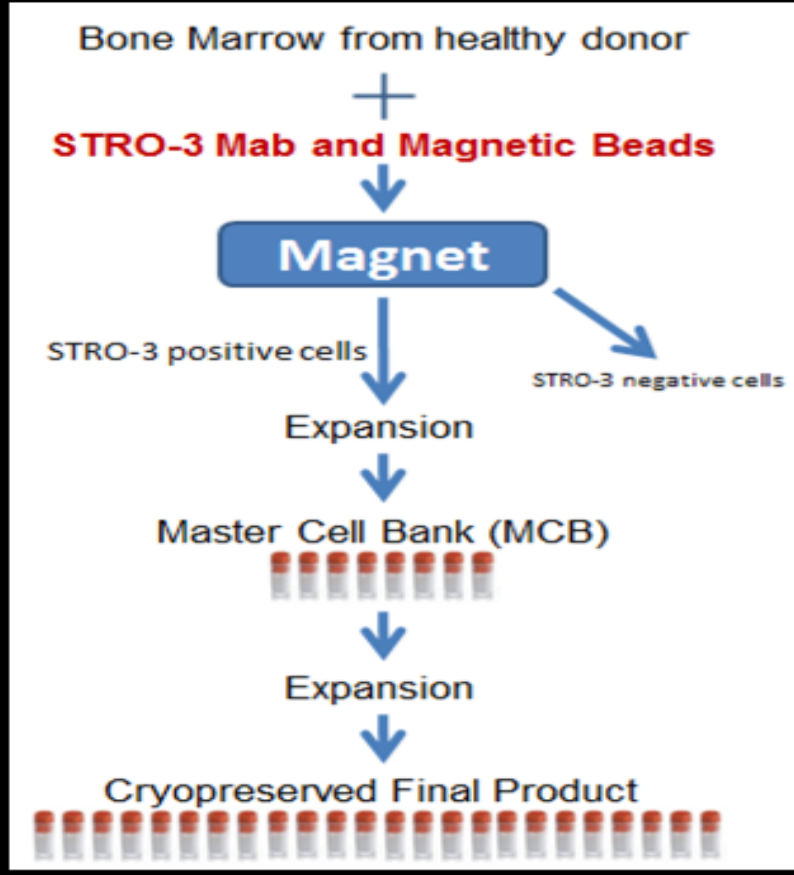 Bone Marrow from healthy donor
+
STRO-3 Mab and Magnetic Beads
Magnet
STRO-3 positive cells
STRO-3 negative cells
Expansion
Master Cell Bank (MCB)
Expansion
Cryopreserved Final Product